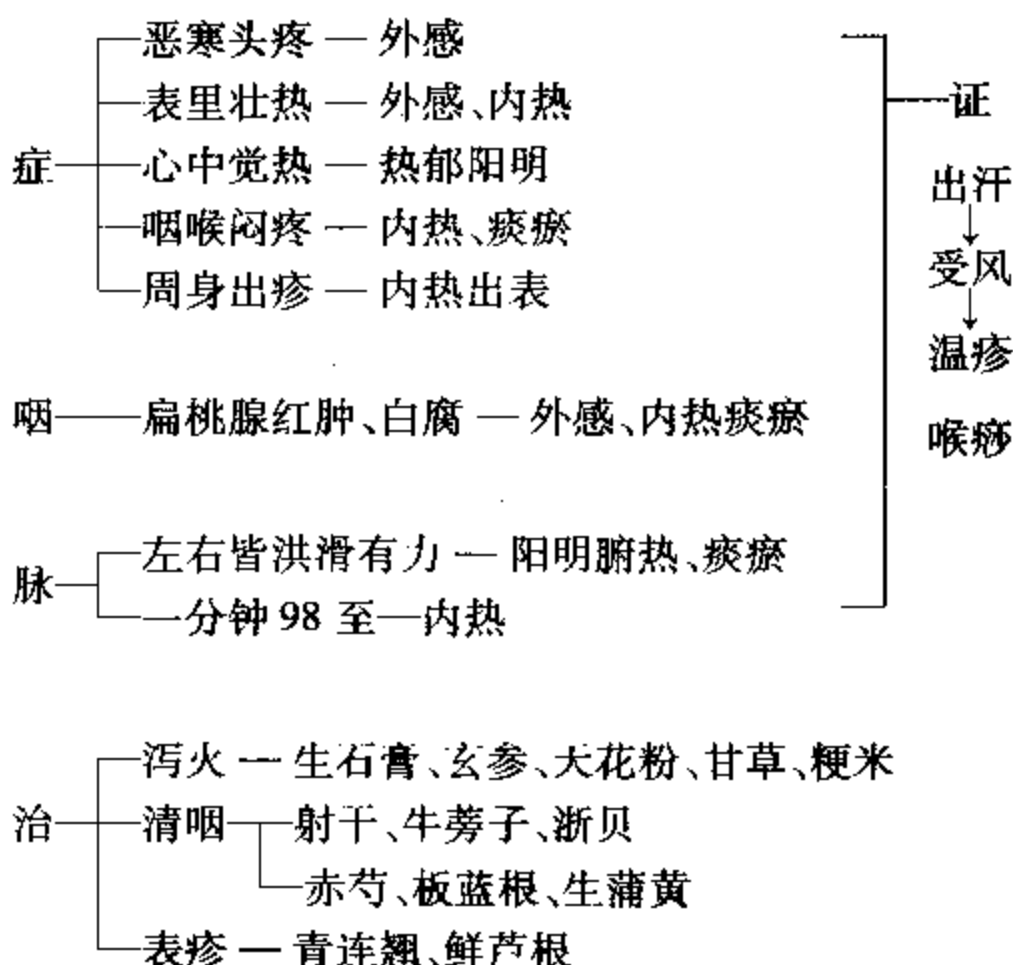 恶寒头疼 — 外感
表里壮热 — 外感、内热
症 心中觉热 — 热郁阳明
咽喉闷疼 — 内热、痰瘀
周身出疹 — 内热出表
咽 扁桃腺红肿、白腐 — 外感、内热痰瘀
脉 左右皆洪滑有力 — 阳明腑热、痰瘀
一分钟 98 至—内热
证
出汗
↓
受风
↓
温疹
喉痧
泻火 — 生石膏、玄参、天花粉、甘草、粳米
治 清咽 射干、牛蒡子、浙贝
赤芍、板蓝根、生蒲黄
表疹 — 青连翘、鲜芦根